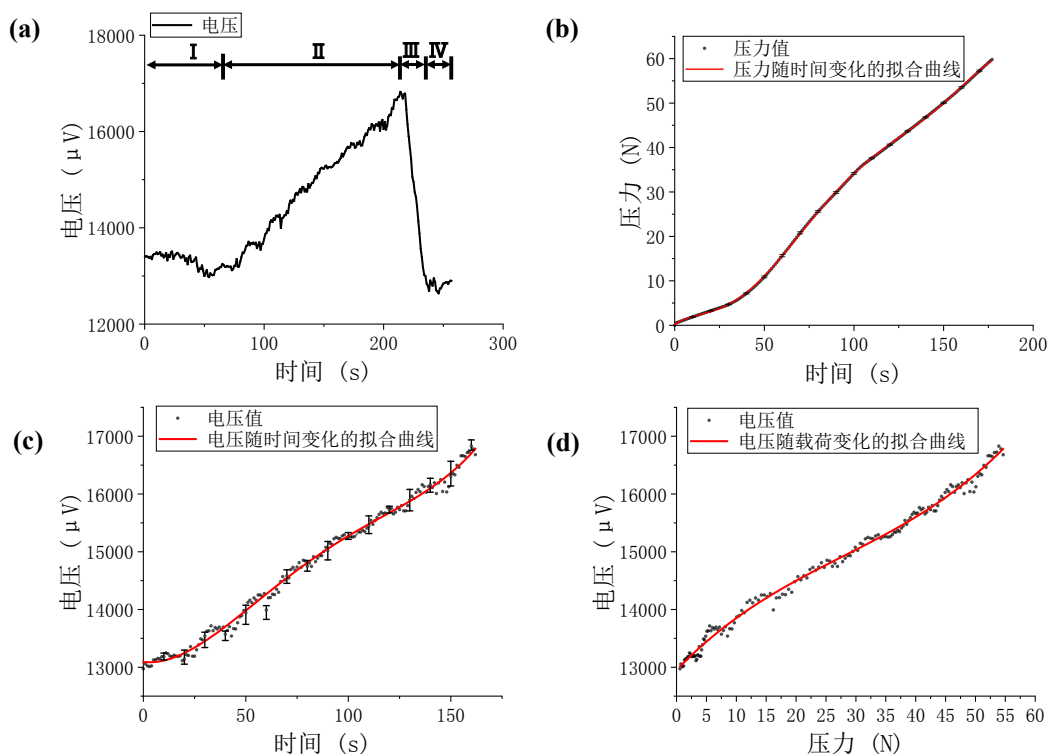 (a)
电压
18000
16000
14000
12000
电压 (μV)
Ⅰ Ⅱ Ⅲ Ⅳ
0 100 200 300
时间 (s)
(b)
压力值
压力随时间变化的拟合曲线
60
50
40
30
20
10
0
压力 (N)
0 50 100 150 200
时间 (s)
(c)
电压值
电压随时间变化的拟合曲线
17000
16000
15000
14000
13000
电压 (μV)
0 50 100 150
时间 (s)
(d)
电压值
电压随载荷变化的拟合曲线
17000
16000
15000
14000
13000
电压 (μV)
0 5 10 15 20 25 30 35 40 45 50 55 60
压力 (N)